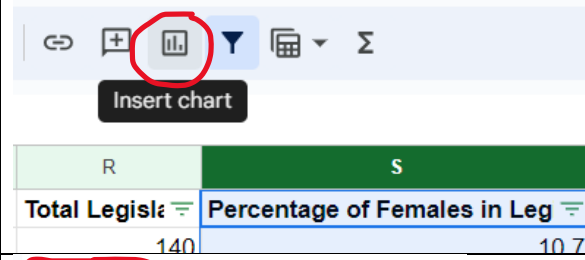 Σ
Insert chart
R S
Total Legisla Percentage of Females in Leg
140 10.7